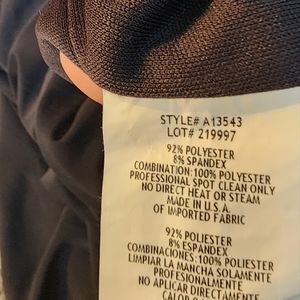 STYLE# A13543
LOT# 219997
92% POLYESTER
8% SPANDEX
COMBINATION: 100% POLYESTER
PROFESSIONAL SPOT CLEAN ONLY
NO DIRECT HEAT OR STEAM
MADE IN U.S.A.
OF IMPORTED FABRIC
92% POLIESTER
8% ESPANDEX
COMBINACIONES: 100% POLIESTER
LIMPIAR LA MANCHA SOLAMENTE
PROFESIONALMENTE
NO APLICAR DIRECTAMENTE
CALOR O